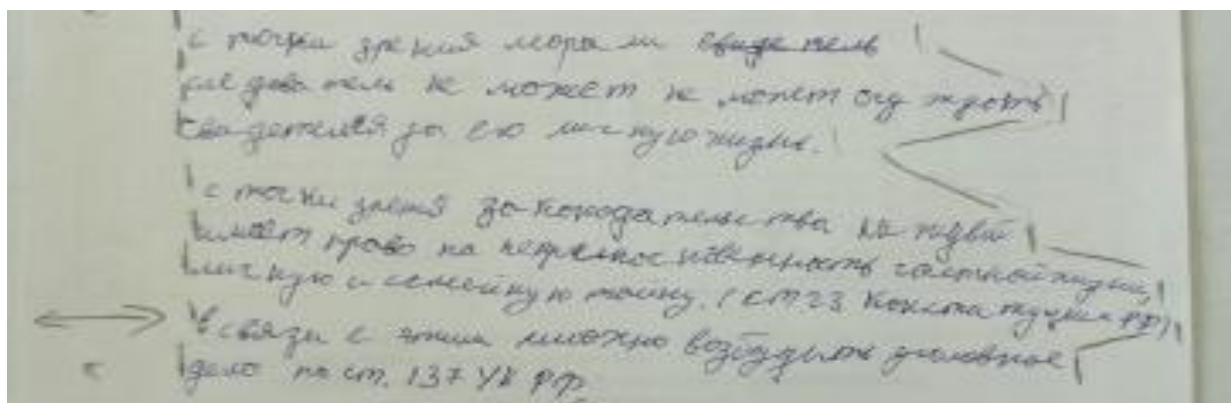 с точки зрения морали свидетель
следователь не может не может осуждать
свидетеля за его личную жизнь.
с точки зрения законодательства каждый
имеет право на неприкосновенность частной жизни,
личную и семейную тайну. (ст 23 Конституции РФ)
в связи с этим можно возбудить уголовное
дело по ст. 137 УК РФ